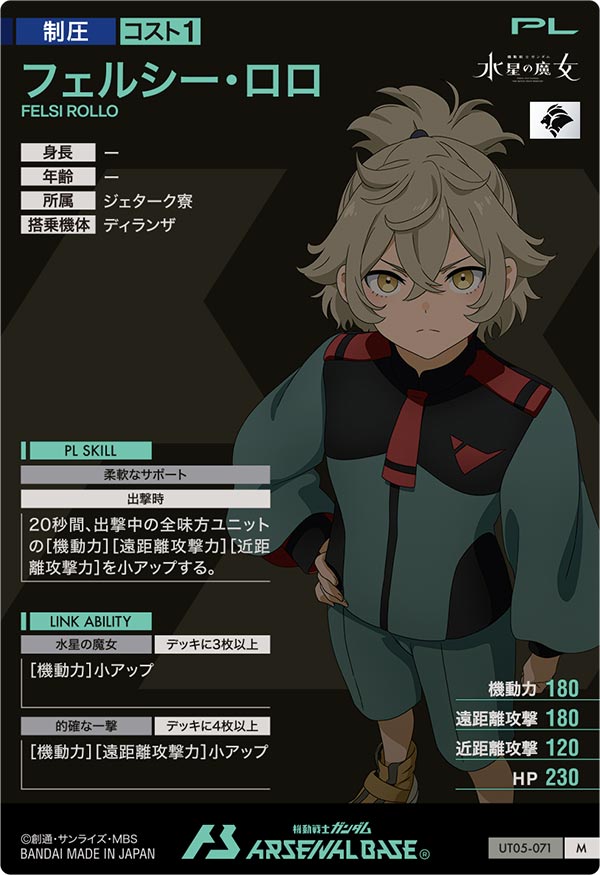 制圧 コスト1 PL
フェルシー・ロロ
FELSI ROLLO
水星の魔女
身長 ー
年齢 ー
所属 ジェターク寮
搭乗機体 ディランザ
PL SKILL
柔軟なサポート
出撃時
20秒間、出撃中の全味方ユニット
の[機動力][遠距離攻撃力][近距
離攻撃力]を小アップする。
LINK ABILITY
水星の魔女 デッキに3枚以上
[機動力]小アップ
的確な一撃 デッキに4枚以上
[機動力][遠距離攻撃力]小アップ
機動力 180
遠距離攻撃 180
近距離攻撃 120
HP 230
©創通・サンライズ・MBS
BANDAI MADE IN JAPAN
機動戦士ガンダム
ARSENAL BASE®
UT05-071 M